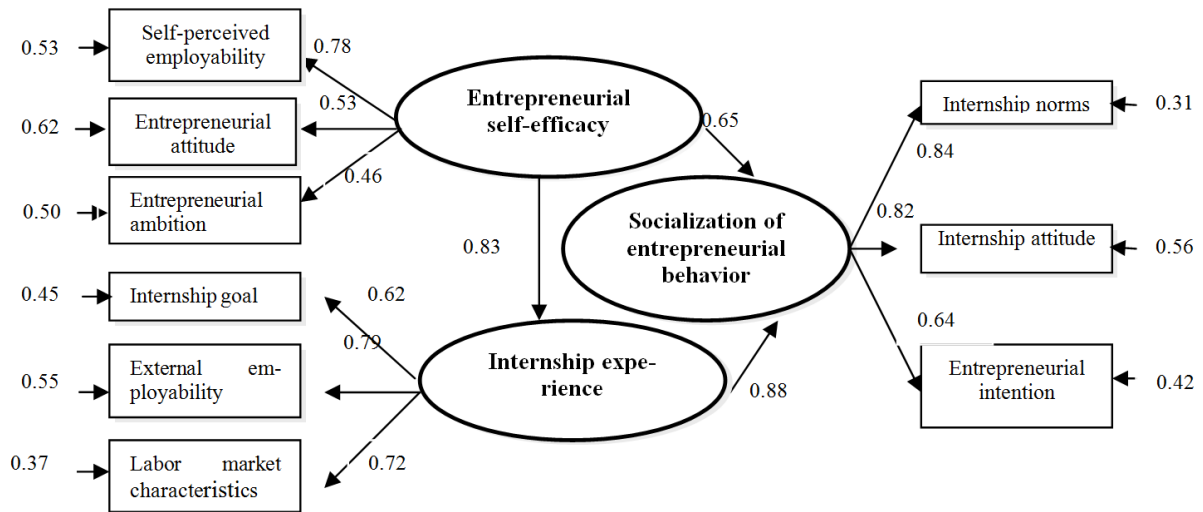 0.53
Self-perceived
employability
0.78
0.62
Entrepreneurial
attitude
0.53
0.50
Entrepreneurial
ambition
0.46
Entrepreneurial
self-efficacy
0.65
0.83
Socialization of
entrepreneurial
behavior
0.84
0.82
0.64
Internship norms
0.31
Internship attitude
0.56
Entrepreneurial
intention
0.42
0.45
Internship goal
0.62
0.55
External em-
ployability
0.79
0.37
Labor market
characteristics
0.72
Internship expe-
rience
0.88